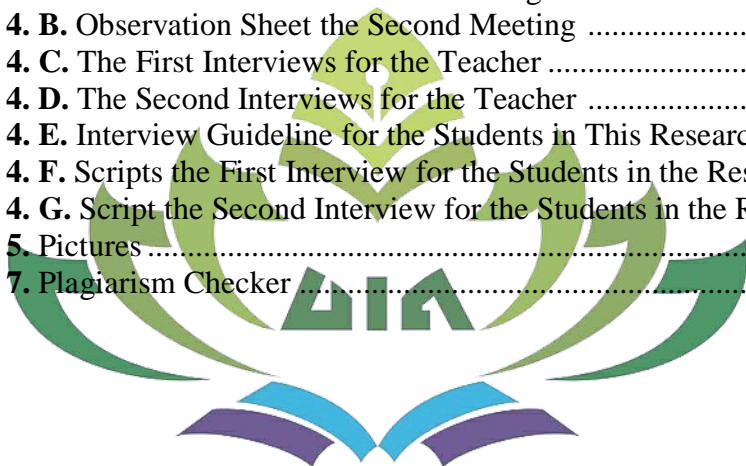 4. B. Observation Sheet the Second Meeting ......................
4. C. The First Interviews for the Teacher ............................
4. D. The Second Interviews for the Teacher ......................
4. E. Interview Guideline for the Students in This
4. F. Scripts the First Interview for the Students in the
4. G. Script the Second Interview for the Students in the
5. Pictures ....................................................................................
7. Plagiarism Checker ...............................................................